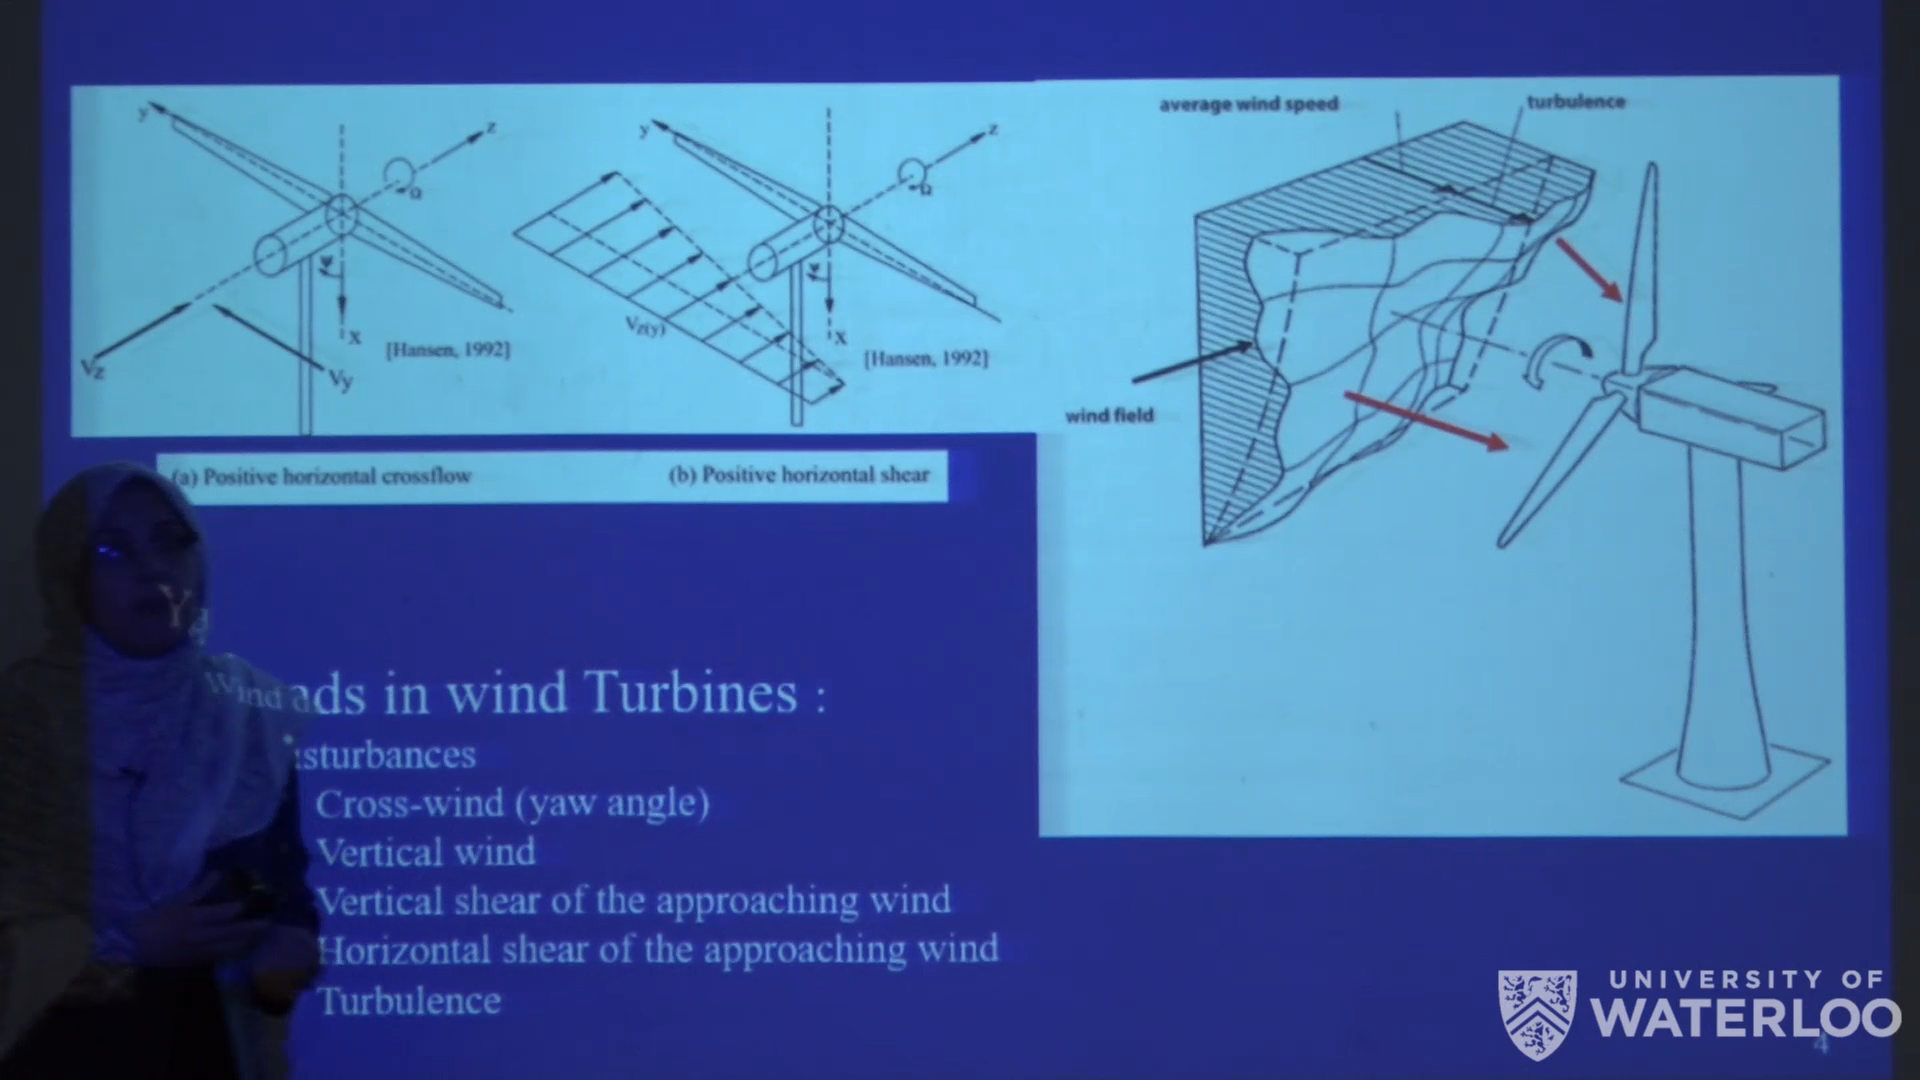 average wind speed
turbulence
y
z
Ω
ψ
X
[Hansen, 1992]
Vz
Vy
y
z
Ω
ψ
X
Vz(y)
[Hansen, 1992]
wind field
(a) Positive horizontal crossflow
(b) Positive horizontal shear
Wind
ads in wind Turbines :
isturbances
Cross-wind (yaw angle)
Vertical wind
Vertical shear of the approaching wind
Horizontal shear of the approaching wind
Turbulence
UNIVERSITY OF
WATERLOO
4